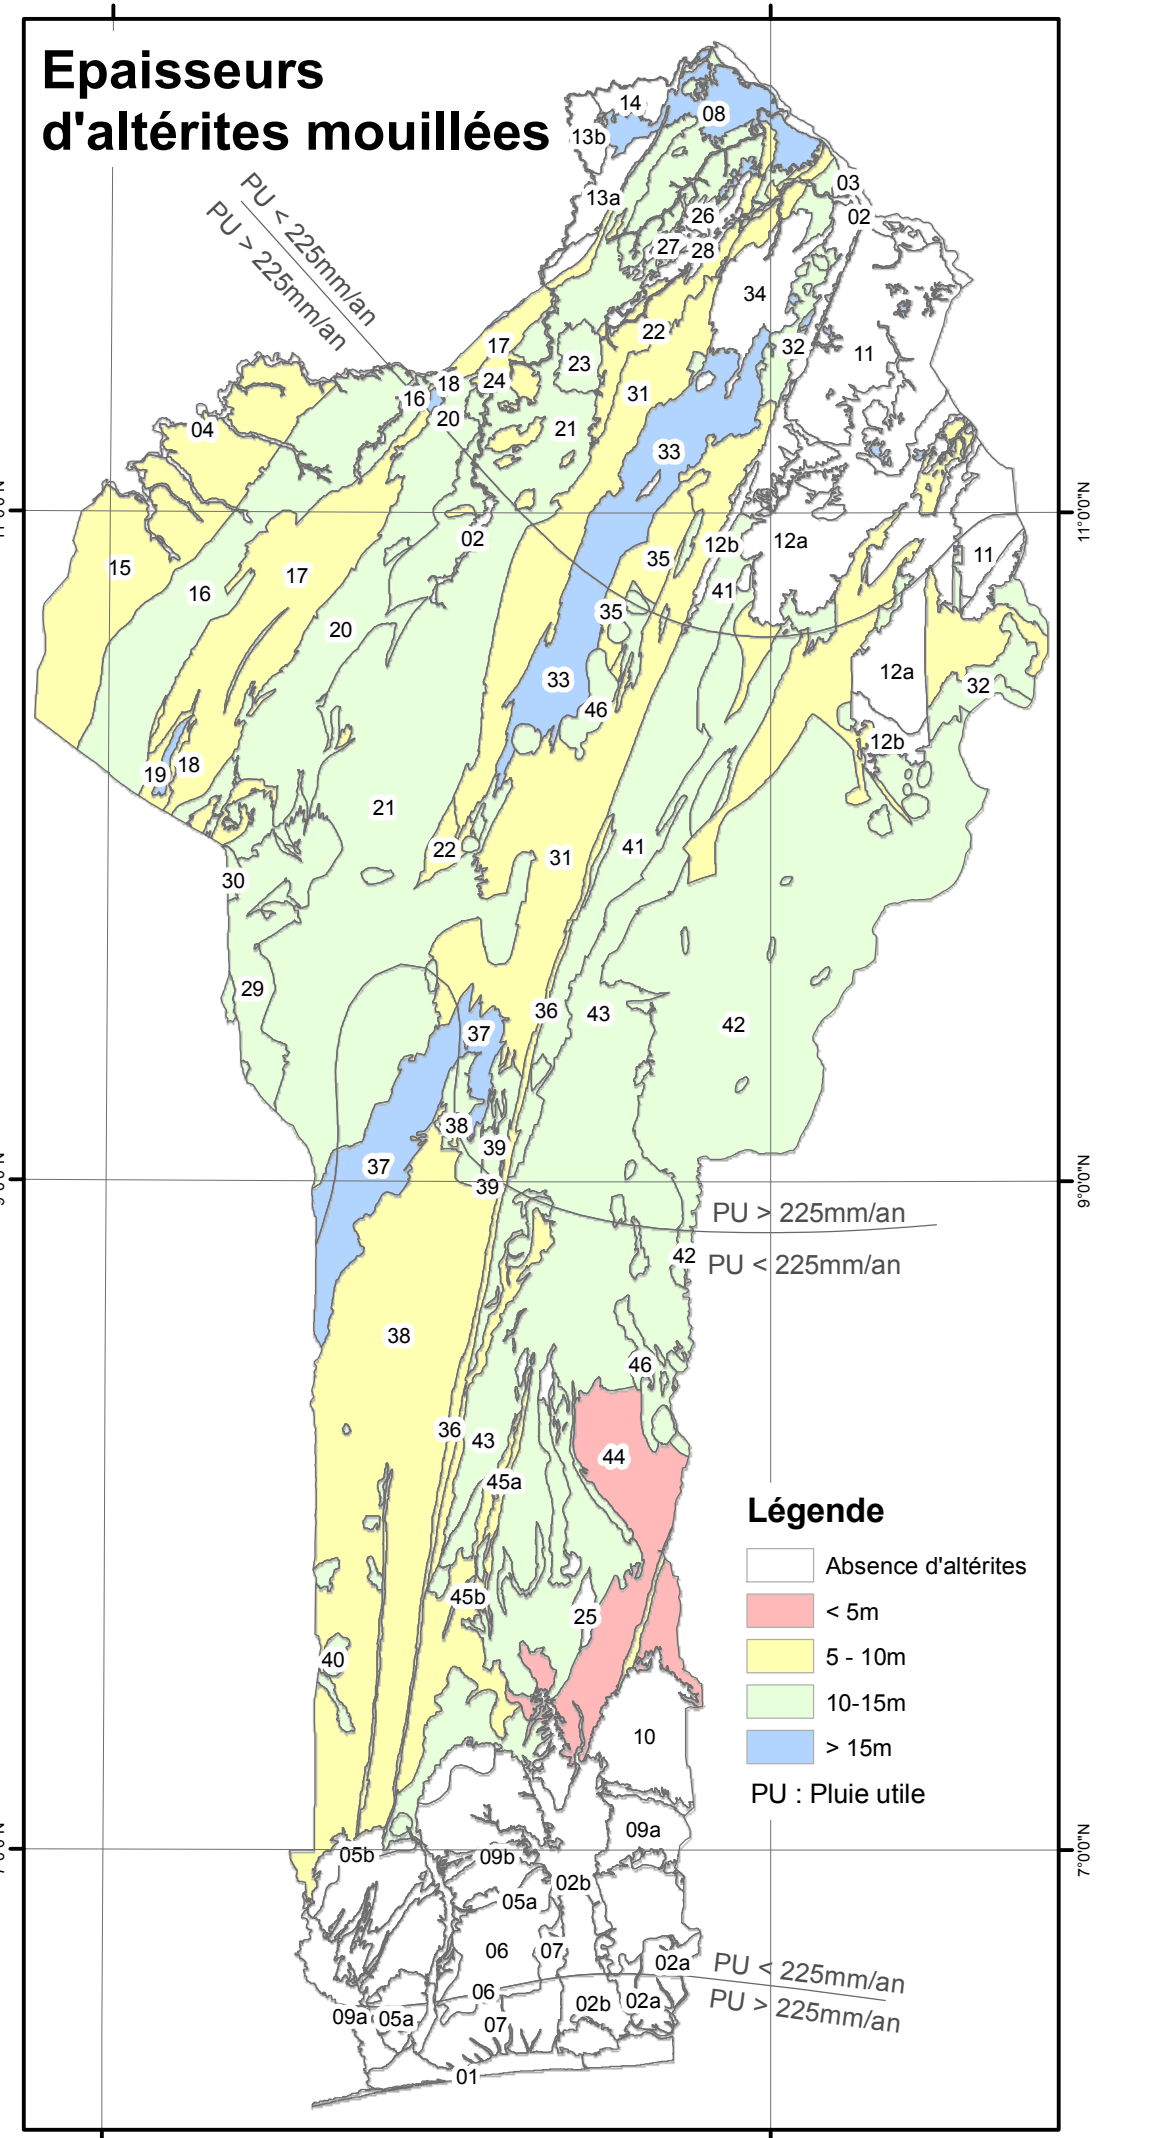 Epaisseurs
d'altérites mouillées
14
08
13b
03
13a
02
26
27
28
PU < 225mm/an
PU > 225mm/an
34
22
17
32
11
23
18
24
31
16
20
21
04
33
02
12b
12a
11
35
15
17
16
41
35
20
12a
33
32
46
12b
18
19
21
22
31
41
30
29
36
43
42
37
38
39
37
39
PU > 225mm/an
42
PU < 225mm/an
38
46
36
43
44
45a
Légende
Absence d'altérites
< 5m
5 - 10m
10-15m
> 15m
PU : Pluie utile
45b
25
40
10
09a
05b
09b
02b
05a
06
07
02a
PU < 225mm/an
PU > 225mm/an
06
02b
02a
09a
05a
07
01
11°0'0"N
9°0'0"N
7°0'0"N